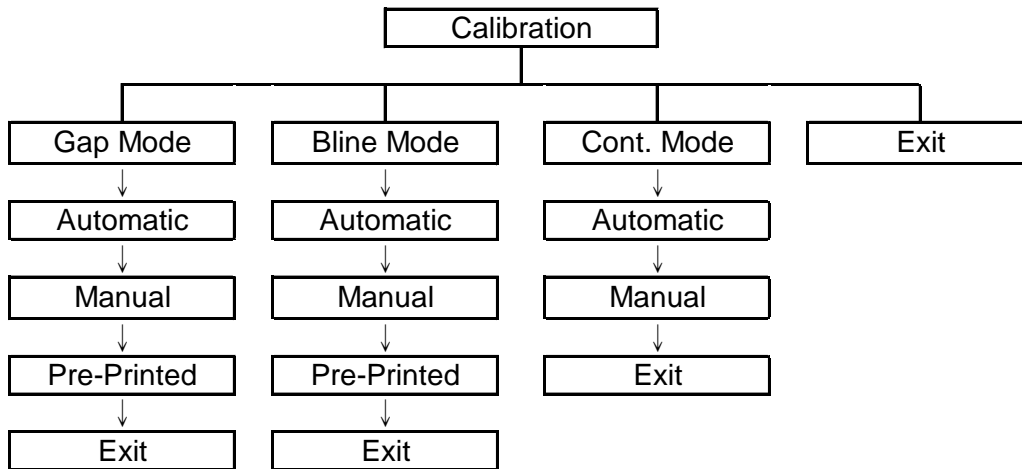 Calibration
Gap Mode
Bline Mode
Cont. Mode
Exit
Automatic
Automatic
Automatic
Manual
Manual
Manual
Pre-Printed
Pre-Printed
Exit
Exit
Exit